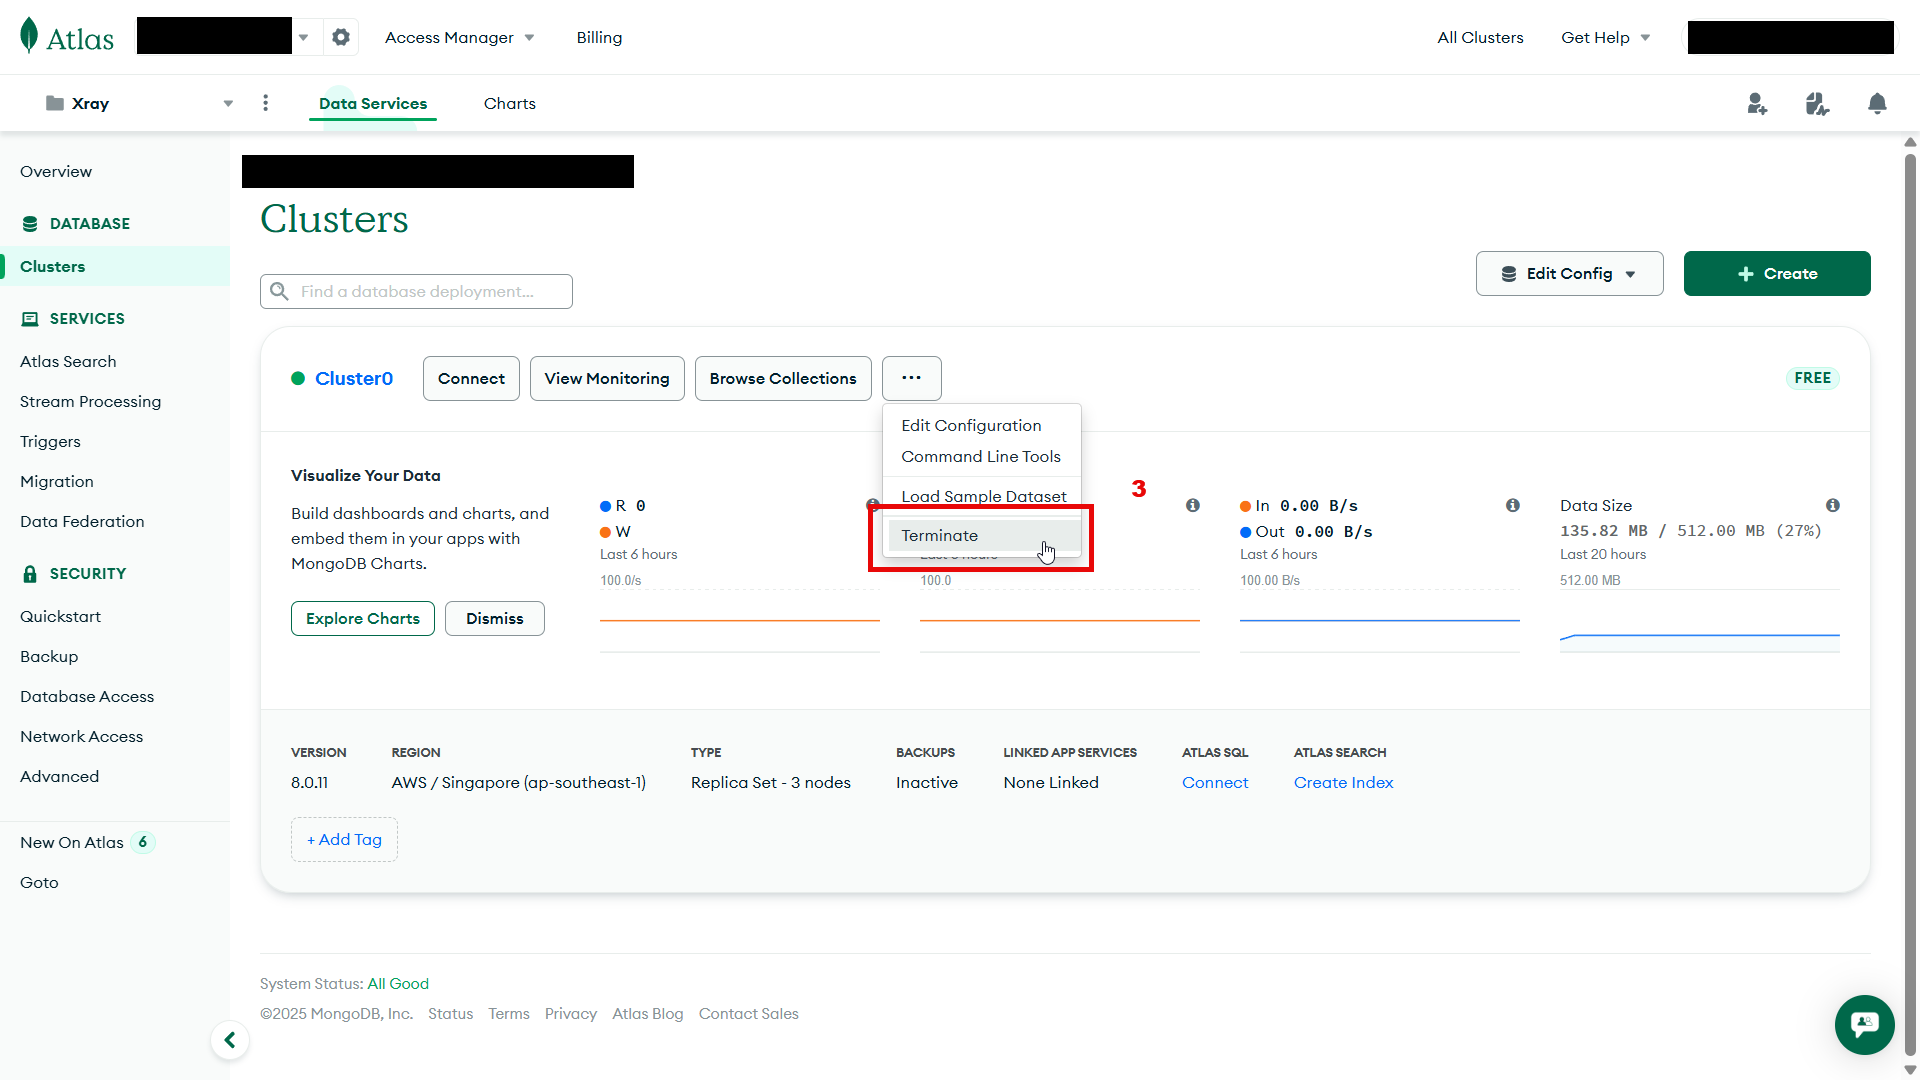 Atlas
Access Manager
Billing
All Clusters
Get Help
Xray
Data Services
Charts
Overview
DATABASE
Clusters
SERVICES
Atlas Search
Stream Processing
Triggers
Migration
Data Federation
SECURITY
Quickstart
Backup
Database Access
Network Access
Advanced
New On Atlas 6
Goto
Clusters
Find a database deployment...
Edit Config
+ Create
Cluster0
Connect
View Monitoring
Browse Collections
...
FREE
Edit Configuration
Command Line Tools
Load Sample Dataset
Terminate
3
Visualize Your Data
Build dashboards and charts, and
embed them in your apps with
MongoDB Charts.
Explore Charts
Dismiss
R 0
W
Last 6 hours
100.0/s
Last 6 hours
100.0
In 0.00 B/s
Out 0.00 B/s
Last 6 hours
100.00 B/s
Data Size
135.82 MB / 512.00 MB (27%)
Last 20 hours
512.00 MB
VERSION
8.0.11
REGION
AWS / Singapore (ap-southeast-1)
TYPE
Replica Set - 3 nodes
BACKUPS
Inactive
LINKED APP SERVICES
None Linked
ATLAS SQL
Connect
ATLAS SEARCH
Create Index
+ Add Tag
System Status: All Good
©2025 MongoDB, Inc. Status Terms Privacy Atlas Blog Contact Sales